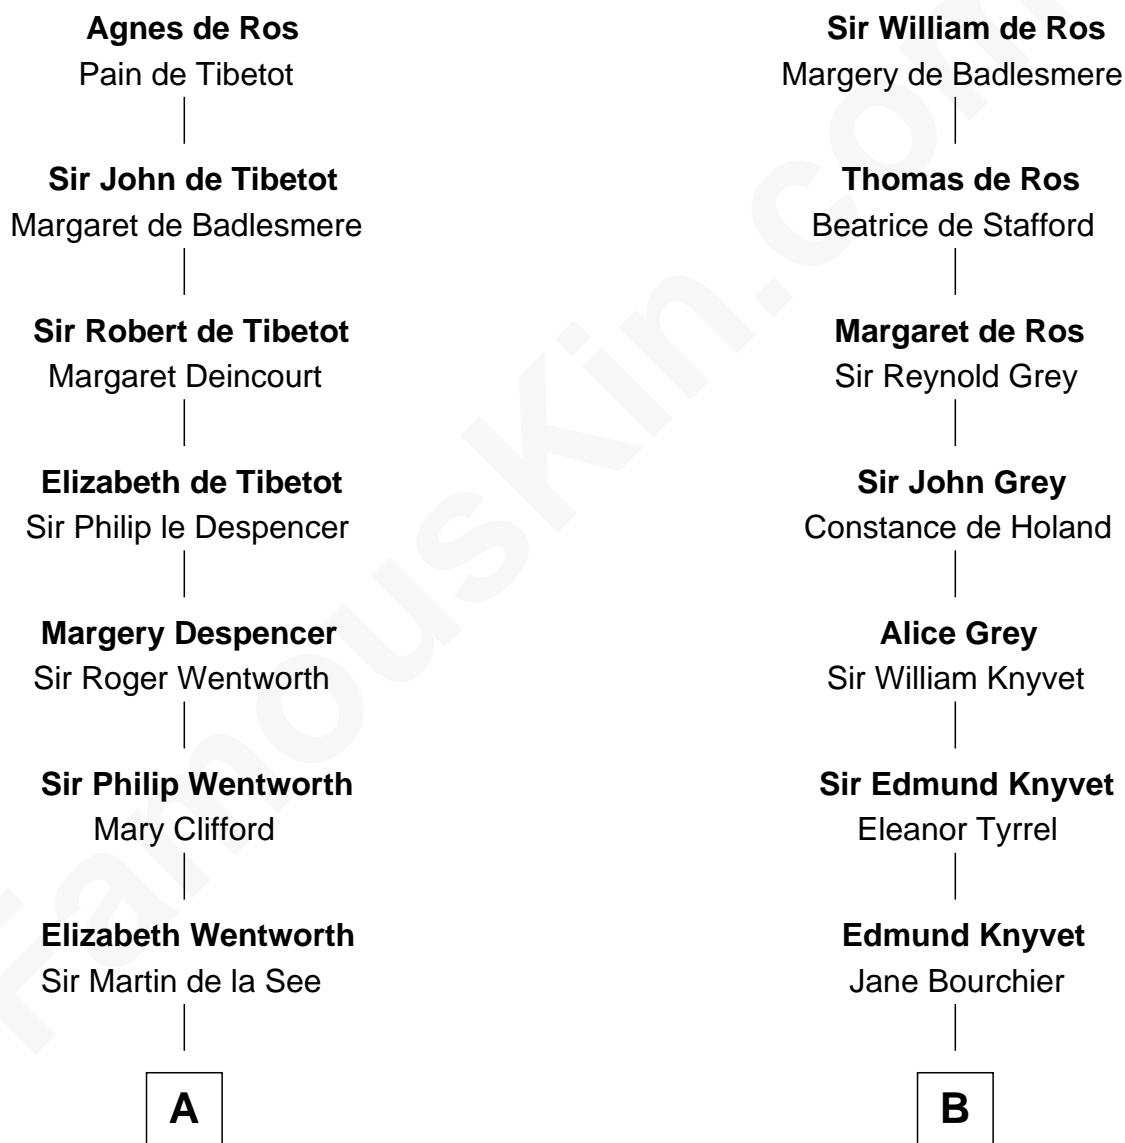 Agnes de Ros
Pain de Tibetot
Sir John de Tibetot
Margaret de Badlesmere
Sir Robert de Tibetot
Margaret Deincourt
Elizabeth de Tibetot
Sir Philip le Despencer
Margery Despencer
Sir Roger Wentworth
Sir Philip Wentworth
Mary Clifford
Elizabeth Wentworth
Sir Martin de la See
A
Sir William de Ros
Margery de Badlesmere
Thomas de Ros
Beatrice de Stafford
Margaret de Ros
Sir Reynold Grey
Sir John Grey
Constance de Holand
Alice Grey
Sir William Knyvet
Sir Edmund Knyvet
Eleanor Tyrrel
Edmund Knyvet
Jane Bourchier
B
FamousKin.com